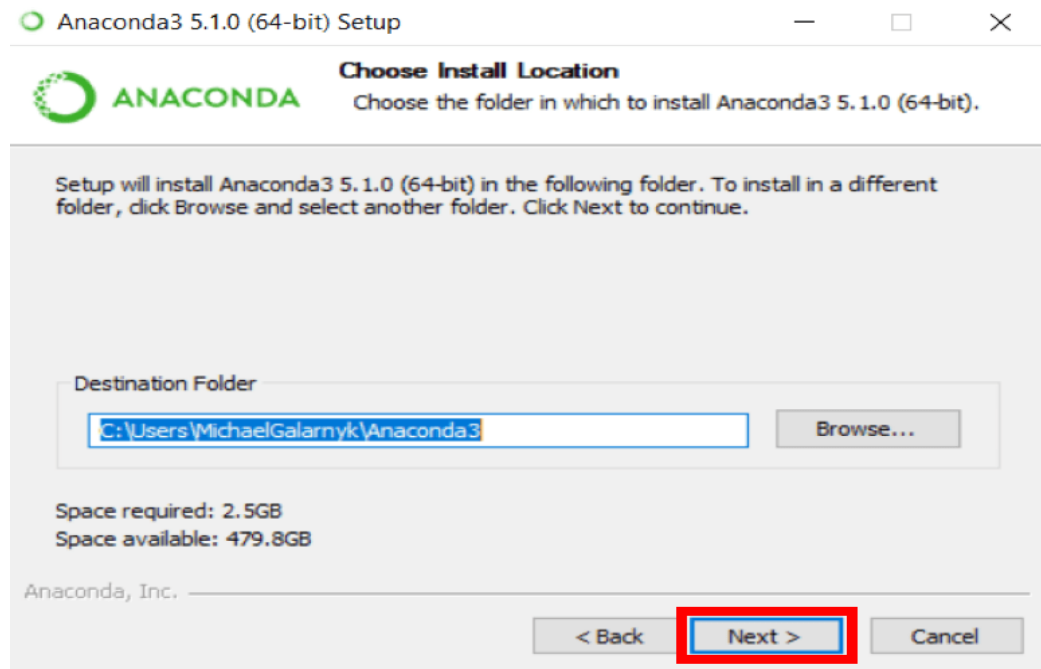 Anaconda3 5.1.0 (64-bit) Setup
ANACONDA
Choose Install Location
Choose the folder in which to install Anaconda3 5.1.0 (64-bit).
Setup will install Anaconda3 5.1.0 (64-bit) in the following folder. To install in a different
folder, click Browse and select another folder. Click Next to continue.
Destination Folder
C:\Users\MichaelGalarnyk\Anaconda3
Browse...
Space required: 2.5GB
Space available: 479.8GB
Anaconda, Inc.
< Back
Next >
Cancel